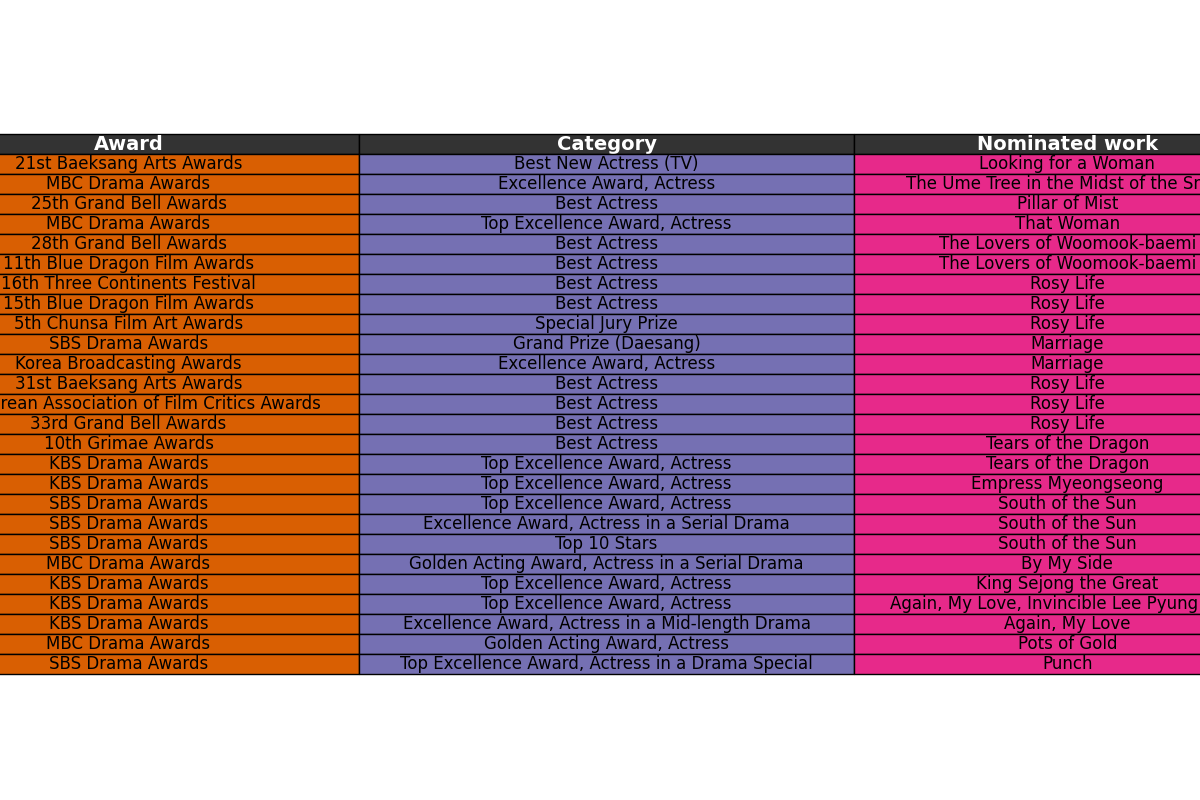 Award Category Nominated work
21st Baeksang Arts Awards Best New Actress (TV) Looking for a Woman
MBC Drama Awards Excellence Award, Actress The Ume Tree in the Midst of the
25th Grand Bell Awards Best Actress Pillar of Mist
MBC Drama Awards Top Excellence Award, Actress That Woman
28th Grand Bell Awards Best Actress The Lovers of Woomook-baemi
11th Blue Dragon Film Awards Best Actress The Lovers of Woomook-baemi
16th Three Continents Festival Best Actress Rosy Life
15th Blue Dragon Film Awards Best Actress Rosy Life
5th Chunsa Film Art Awards Special Jury Prize Rosy Life
SBS Drama Awards Grand Prize (Daesang) Marriage
Korea Broadcasting Awards Excellence Award, Actress Marriage
31st Baeksang Arts Awards Best Actress Rosy Life
Association of Film Critics Awards Best Actress Rosy Life
33rd Grand Bell Awards Best Actress Rosy Life
10th Grimae Awards Best Actress Tears of the Dragon
KBS Drama Awards Top Excellence Award, Actress Tears of the Dragon
KBS Drama Awards Top Excellence Award, Actress Empress Myeongseong
SBS Drama Awards Top Excellence Award, Actress South of the Sun
SBS Drama Awards Excellence Award, Actress in a Serial Drama South of the Sun
SBS Drama Awards Top 10 Stars South of the Sun
MBC Drama Awards Golden Acting Award, Actress in a Serial Drama By My Side
KBS Drama Awards Top Excellence Award, Actress King Sejong the Great
KBS Drama Awards Top Excellence Award, Actress Again, My Love, Invincible Lee Pyung
KBS Drama Awards Excellence Award, Actress in a Mid-length Drama Again, My Love
MBC Drama Awards Golden Acting Award, Actress Pots of Gold
SBS Drama Awards Top Excellence Award, Actress in a Drama Special Punch